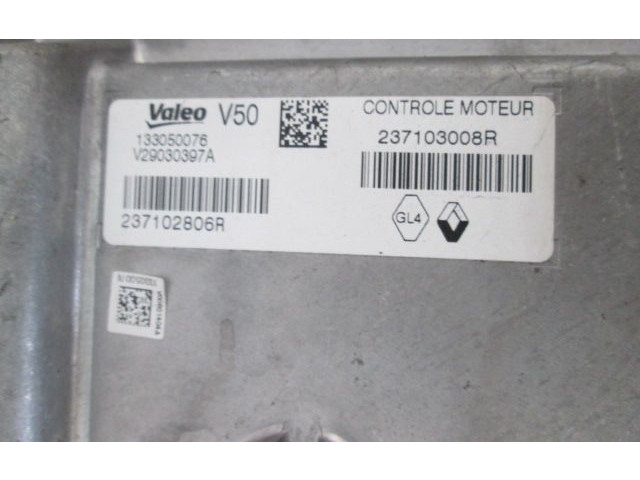 Valeo V50
133050076
V29030397A
237102806R
CONTROLE MOTEUR
237103008R
GL4